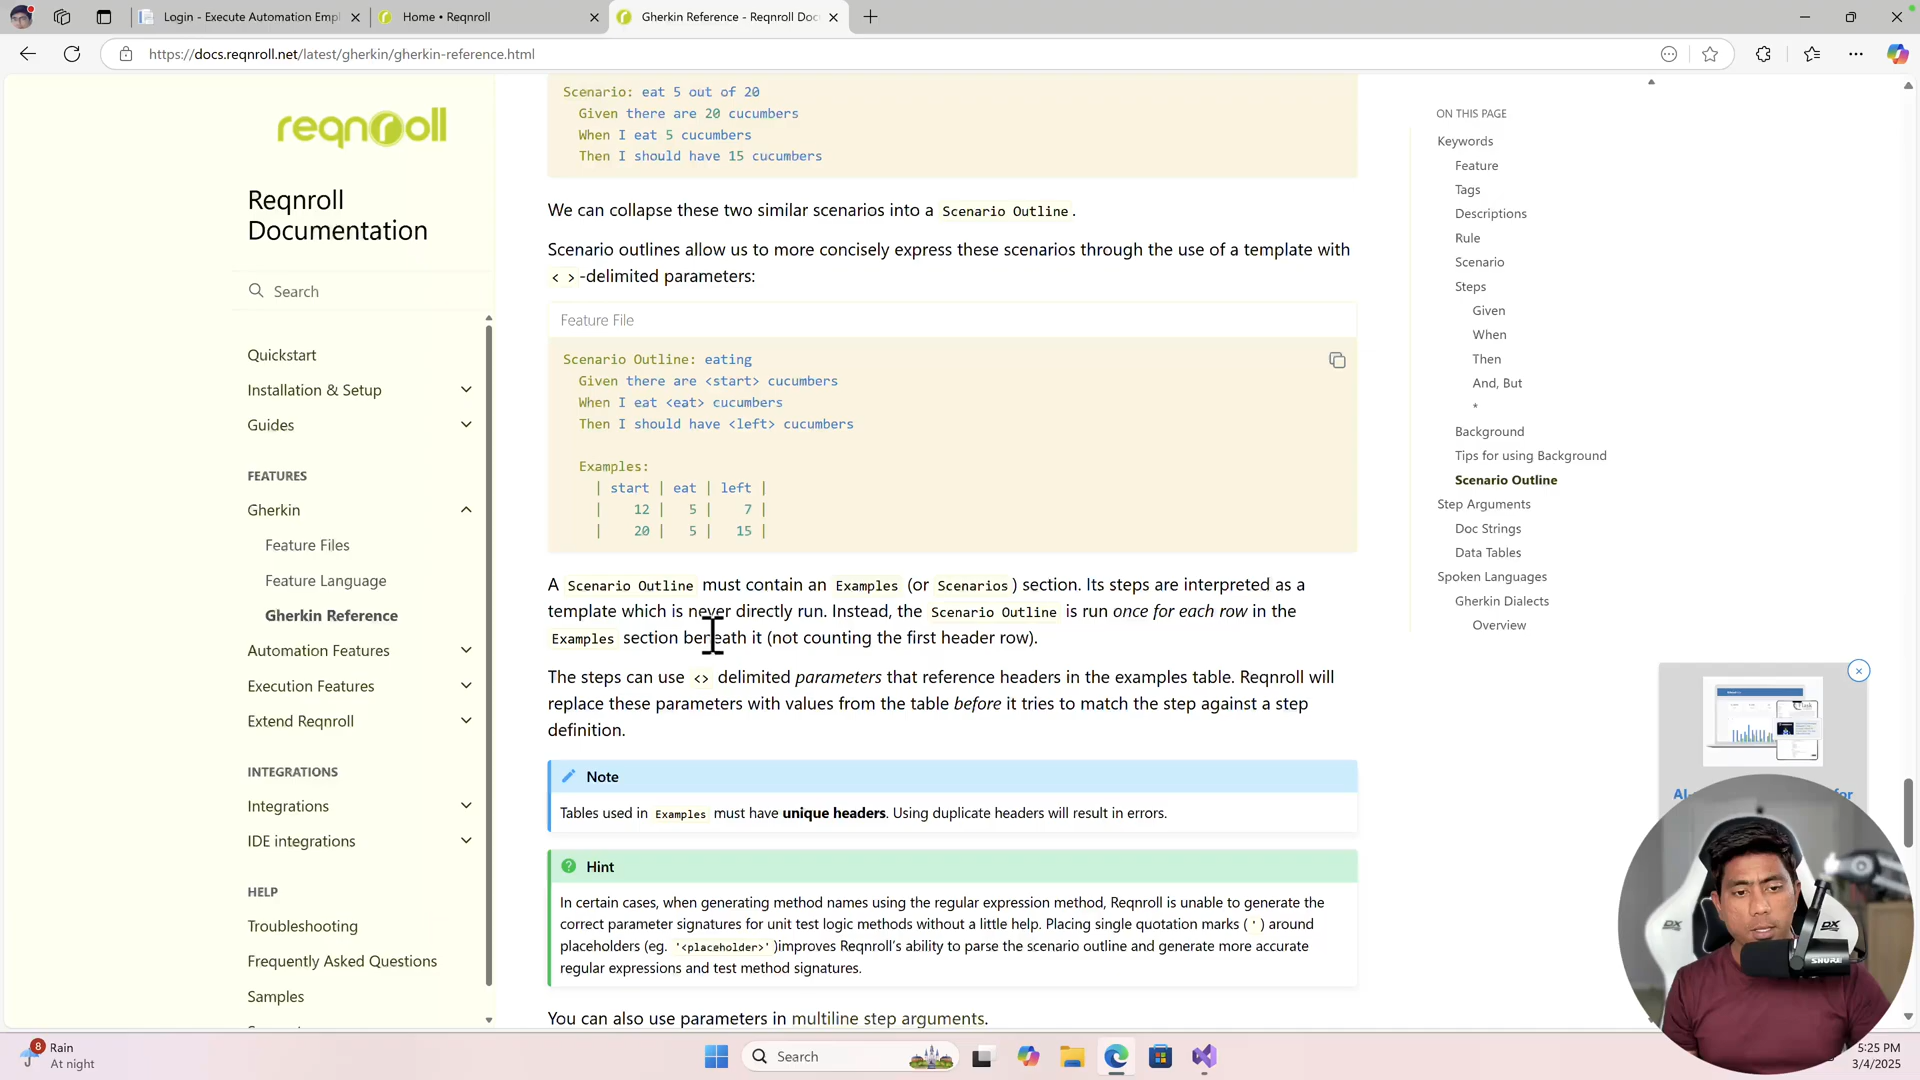 Login - Execute Automation Empl
Home • Reqnroll
Gherkin Reference - Reqnroll Doc
https://docs.reqnroll.net/latest/gherkin/gherkin-reference.html
reqnroll
Reqnroll
Documentation
Search
Quickstart
Installation & Setup
Guides
FEATURES
Gherkin
Feature Files
Feature Language
Gherkin Reference
Automation Features
Execution Features
Extend Reqnroll
INTEGRATIONS
Integrations
IDE integrations
HELP
Troubleshooting
Frequently Asked Questions
Samples
Scenario: eat 5 out of 20
Given there are 20 cucumbers
When I eat 5 cucumbers
Then I should have 15 cucumbers
We can collapse these two similar scenarios into a Scenario Outline.
Scenario outlines allow us to more concisely express these scenarios through the use of a template with
< >-delimited parameters:
Feature File
Scenario Outline: eating
Given there are <start> cucumbers
When I eat <eat> cucumbers
Then I should have <left> cucumbers
Examples:
| start | eat | left |
| 12 | 5 | 7 |
| 20 | 5 | 15 |
A Scenario Outline must contain an Examples (or Scenarios) section. Its steps are interpreted as a
template which is never directly run. Instead, the Scenario Outline is run once for each row in the
Examples section beneath it (not counting the first header row).
The steps can use <> delimited parameters that reference headers in the examples table. Reqnroll will
replace these parameters with values from the table before it tries to match the step against a step
definition.
Note
Tables used in Examples must have unique headers. Using duplicate headers will result in errors.
Hint
In certain cases, when generating method names using the regular expression method, Reqnroll is unable to generate the
correct parameter signatures for unit test logic methods without a little help. Placing single quotation marks (') around
placeholders (eg. '<placeholder>')improves Reqnroll's ability to parse the scenario outline and generate more accurate
regular expressions and test method signatures.
You can also use parameters in multiline step arguments.
ON THIS PAGE
Keywords
Feature
Tags
Descriptions
Rule
Scenario
Steps
Given
When
Then
And, But
*
Background
Tips for using Background
Scenario Outline
Step Arguments
Doc Strings
Data Tables
Spoken Languages
Gherkin Dialects
Overview
SHURE
DX
8
Rain
At night
Search
5:25 PM
3/4/2025